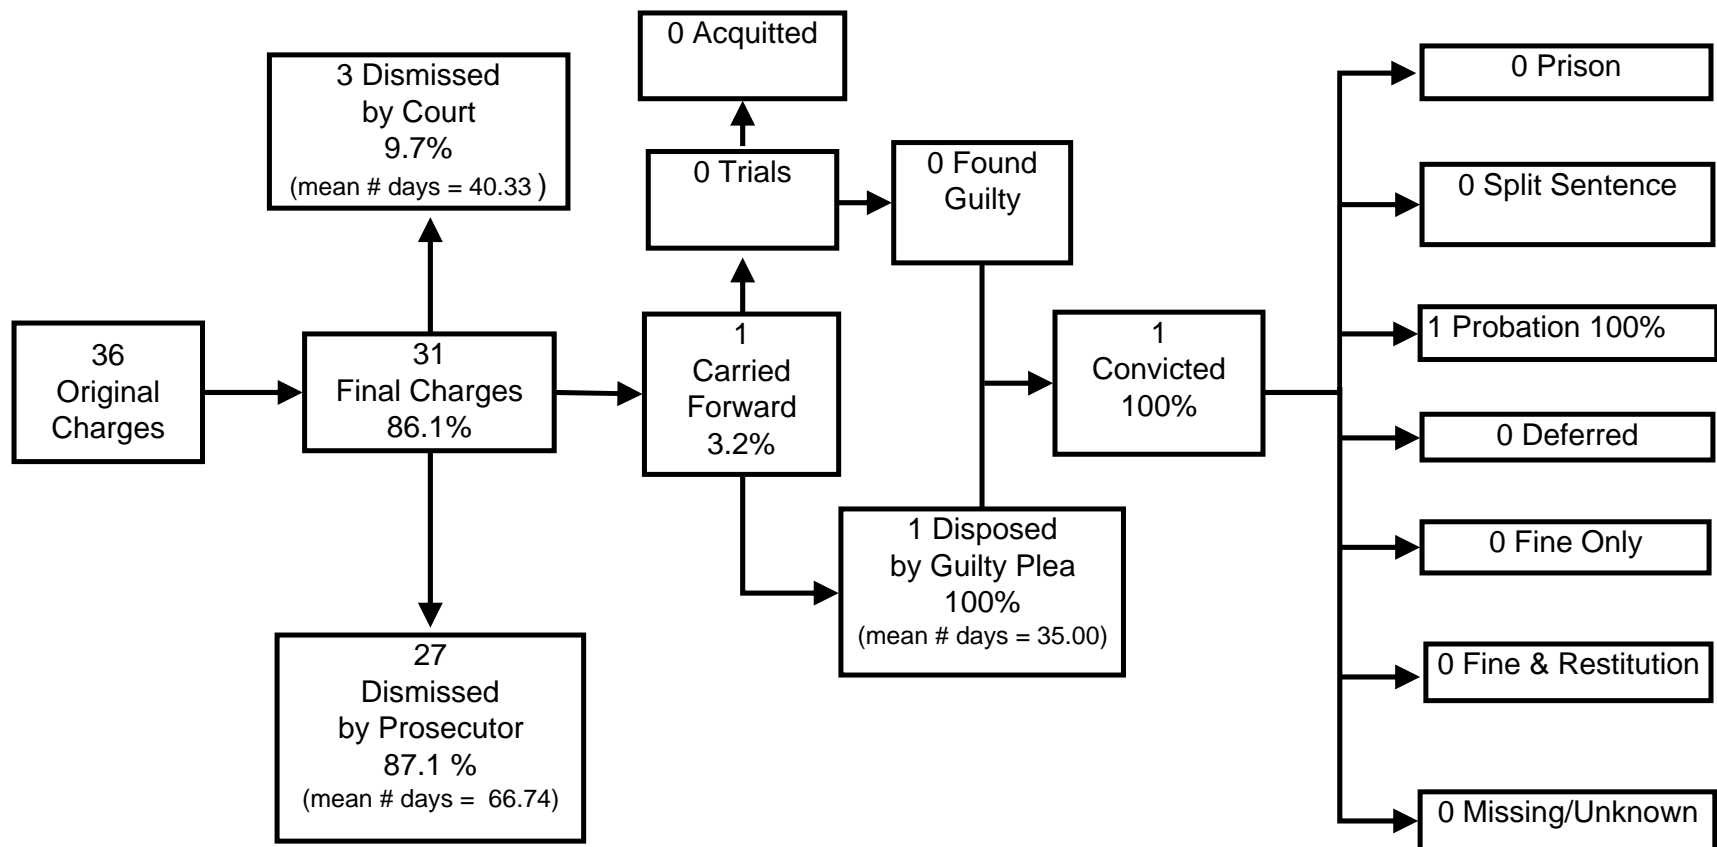 36
Original
Charges
31
Final Charges
86.1%
3 Dismissed
by Court
9.7%
(mean # days = 40.33 )
27
Dismissed
by Prosecutor
87.1 %
(mean # days =  66.74)
1
Carried
Forward
3.2%
0 Trials
0 Acquitted
0 Found
Guilty
1 Disposed
by Guilty Plea
100%
(mean # days = 35.00)
1
Convicted
100%
0 Prison
0 Split Sentence
1 Probation 100%
0 Deferred
0 Fine Only
0 Fine & Restitution
0 Missing/Unknown